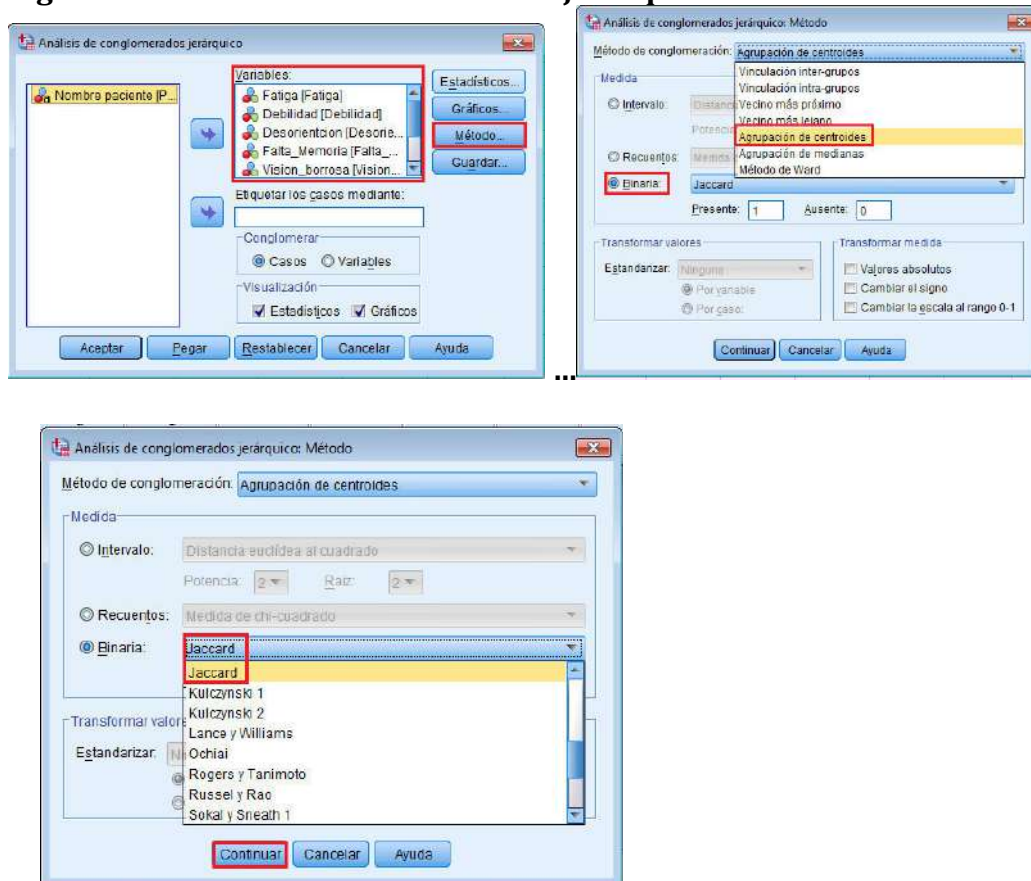 Análisis de conglomerados jerárquico
Nombre paciente [P...
Variables:
Fatiga [Fatiga]
Debilidad [Debilidad]
Desorientcion [Desorie...
Falta_Memoria [Falta_...
Vision_borrosa [Vision...
Estadísticos...
Gráficos...
Método...
Guardar...
Etiquetar los casos mediante:
Conglomerar
Casos
Variables
Visualización
Estadísticos
Gráficos
Aceptar
Pegar
Restablecer
Cancelar
Ayuda
...
Análisis de conglomerados jerárquico: Método
Método de conglomeración: Agrupación de centroides
Vinculación inter-grupos
Vinculación intra-grupos
Vecino más próximo
Vecino más lejano
Agrupación de centroides
Agrupación de medianas
Método de Ward
Medida
Intervalo:
Recuentos:
Binaria: Jaccard
Presente: 1 Ausente: 0
Transformar valores
Estandarizar: Ninguna
Por variable
Por caso:
Transformar medida
Valores absolutos
Cambiar el signo
Cambiar la escala al rango 0-1
Continuar
Cancelar
Ayuda
Análisis de conglomerados jerárquico: Método
Método de conglomeración: Agrupación de centroides
Medida
Intervalo: Distancia euclídea al cuadrado
Potencia: 2 Raíz: 2
Recuentos: Medida de chi-cuadrado
Binaria: Jaccard
Jaccard
Kulczynski 1
Kulczynski 2
Lance y Williams
Ochiai
Rogers y Tanimoto
Russel y Rao
Sokal y Sneath 1
Estandarizar:
Continuar
Cancelar
Ayuda